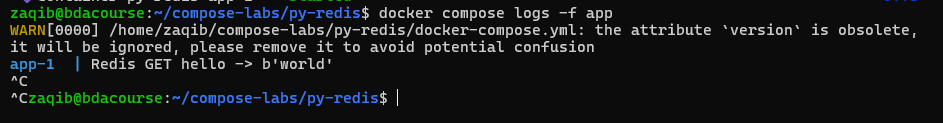 zaqib@bdacourse:~/compose-labs/py-redis$ docker compose logs -f app
WARN[0000] /home/zaqib/compose-labs/py-redis/docker-compose.yml: the attribute `version` is obsolete,
it will be ignored, please remove it to avoid potential confusion
app-1  | Redis GET hello -> b'world'
^C
^Czaqib@bdacourse:~/compose-labs/py-redis$